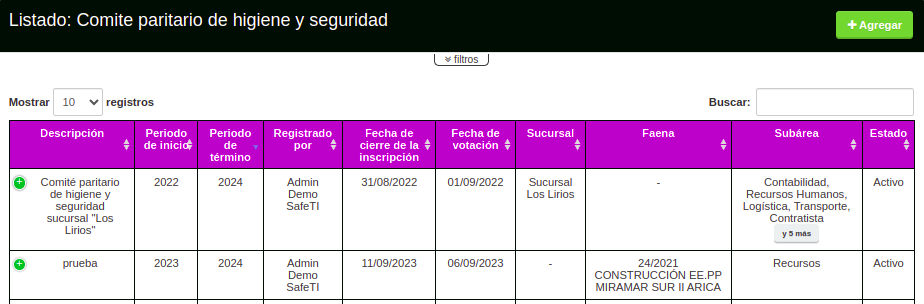 Listado: Comite paritario de higiene y seguridad
Agregar
filtros
Mostrar 10 registros
Buscar:
Descripción
Periodo
de inicio
Periodo
de
término
Registrado
por
Fecha de
cierre de la
inscripción
Fecha de
votación
Sucursal
Faena
Subárea
Estado
Comité paritario
de higiene y
seguridad
sucursal "Los
Lirios"
2022
2024
Admin
Demo
SafeTI
31/08/2022
01/09/2022
Sucursal
Los Lirios
-
Contabilidad,
Recursos Humanos,
Logística, Transporte,
Contratista
y 5 más
Activo
prueba
2023
2024
Admin
Demo
SafeTI
11/09/2023
06/09/2023
-
24/2021
CONSTRUCCIÓN EE.PP
MIRAMAR SUR II ARICA
Recursos
Activo